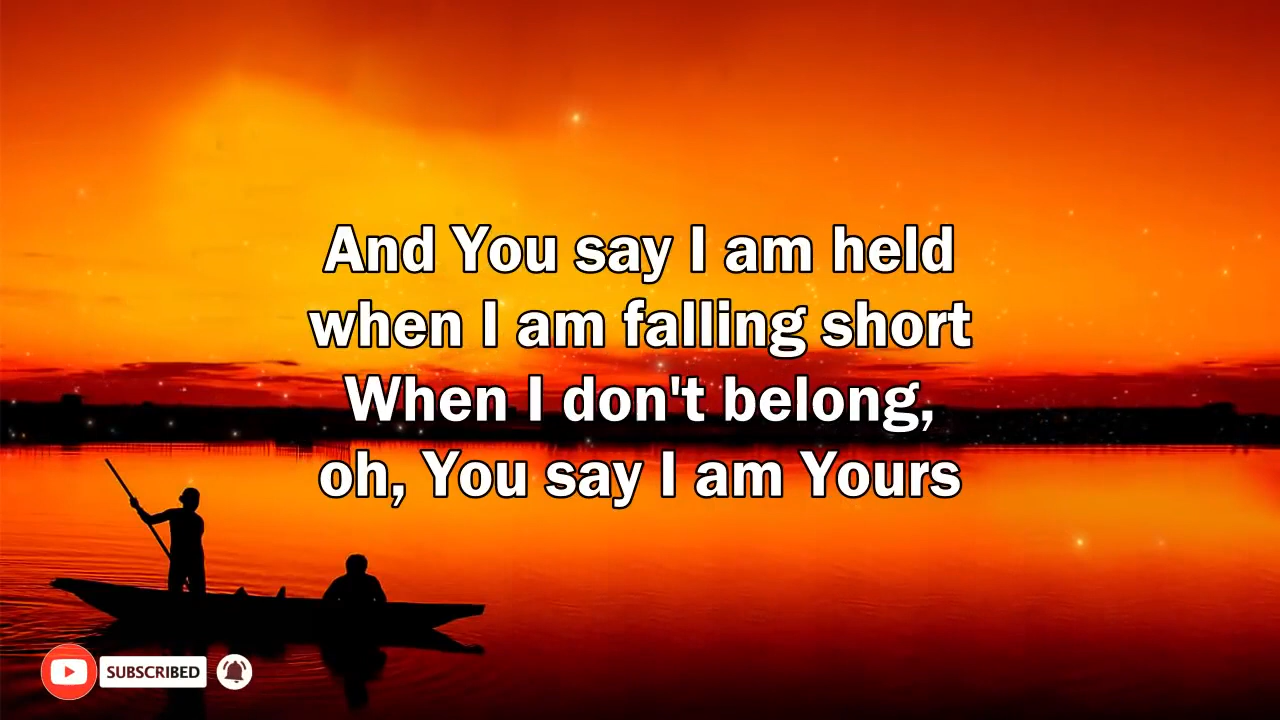 And You say I am held
when I am falling short
When I don't belong,
oh, You say I am Yours
SUBSCRIBED